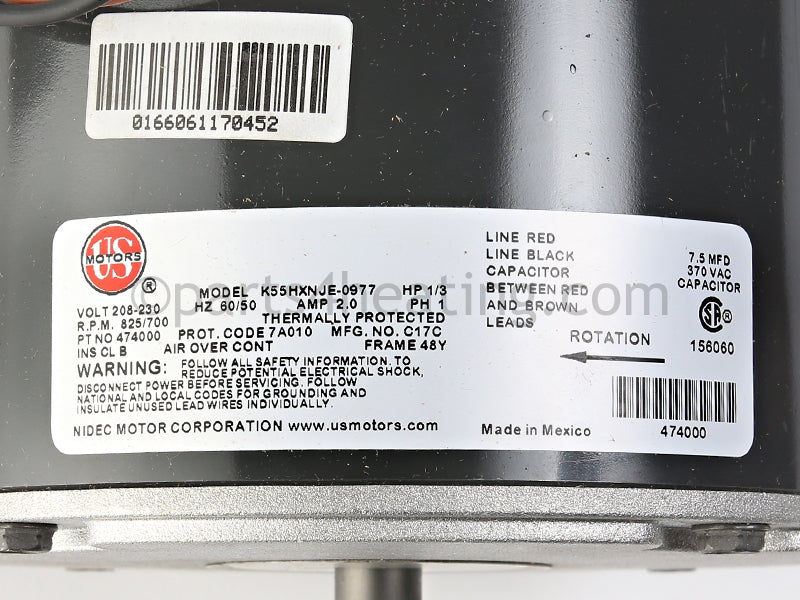 0166061170452
US
MOTORS
®
MODEL K55HXNJE-0977 HP 1/3
VOLT 208-230 HZ 60/50 AMP 2.0 PH 1
R.P.M. 825/700 THERMALLY PROTECTED
PT NO 474000 PROT. CODE 7A010 MFG. NO. C17C
INS CL B AIR OVER CONT FRAME 48Y
WARNING: FOLLOW ALL SAFETY INFORMATION. TO
REDUCE POTENTIAL ELECTRICAL SHOCK,
DISCONNECT POWER BEFORE SERVICING. FOLLOW
NATIONAL AND LOCAL CODES FOR GROUNDING AND
INSULATE UNUSED LEAD WIRES INDIVIDUALLY.
NIDEC MOTOR CORPORATION www.usmotors.com
LINE RED
LINE BLACK
CAPACITOR
BETWEEN RED
AND BROWN
LEADS
7.5 MFD
370 VAC
CAPACITOR
SA ®
ROTATION
156060
474000
Made in Mexico
©parts4heating.com